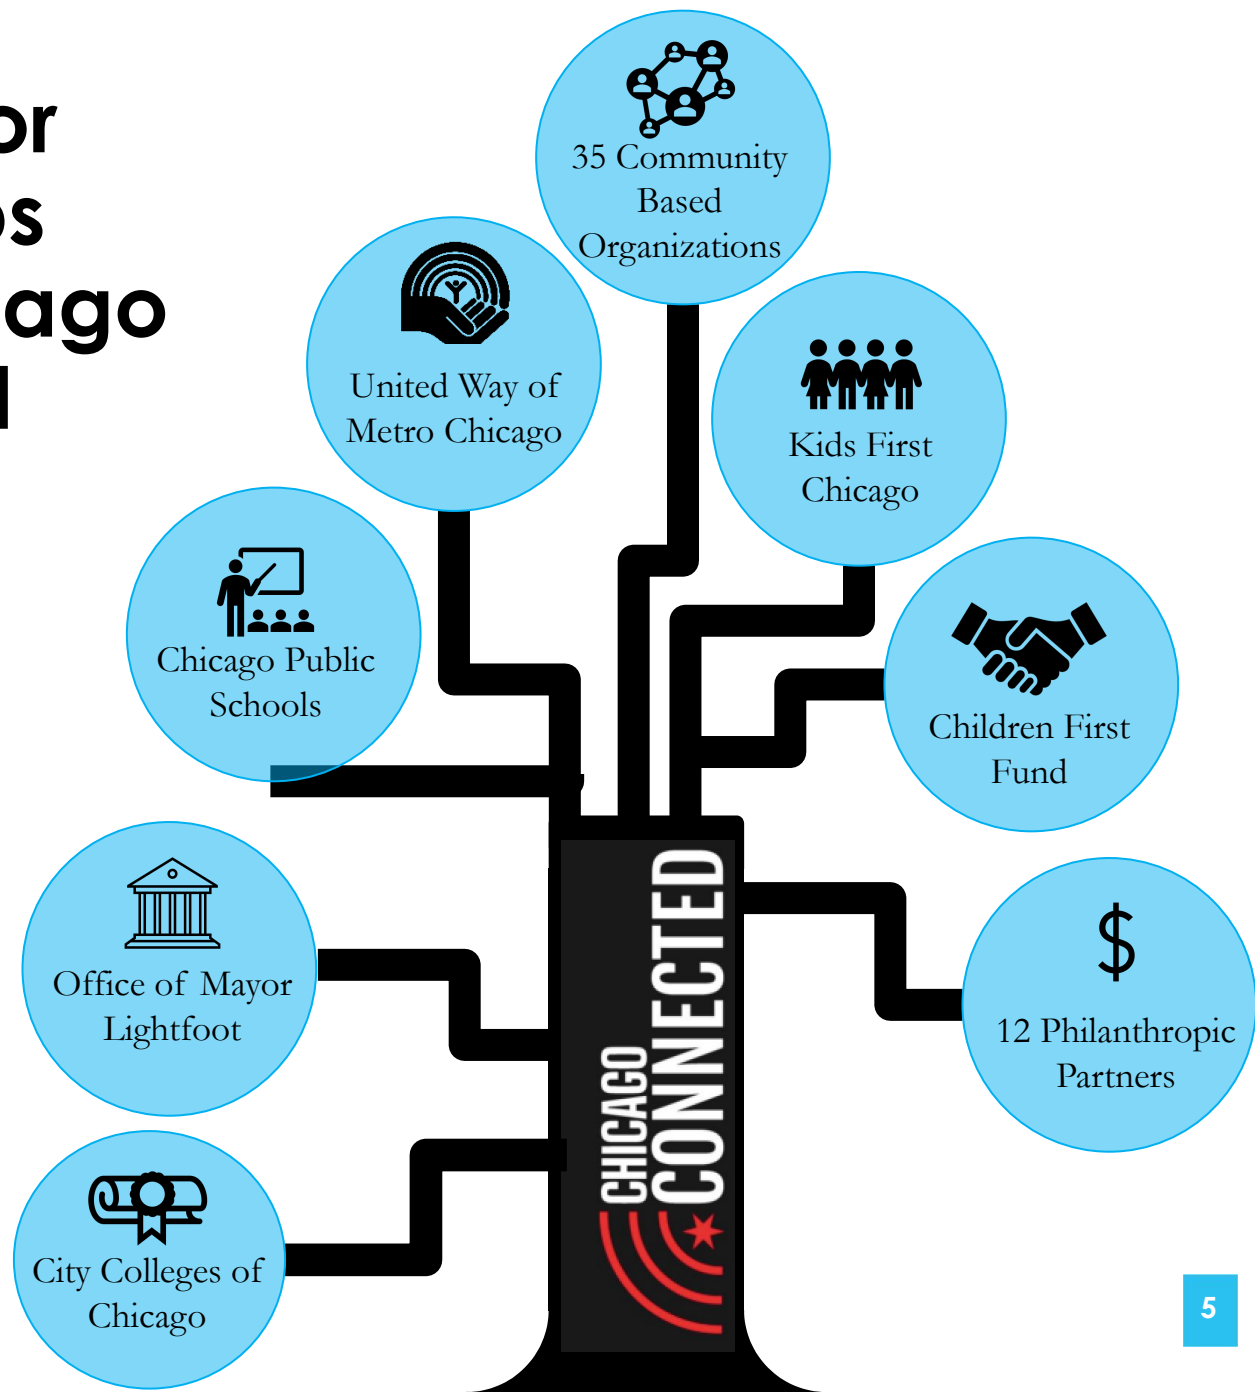 or
os
ago
35 Community
Based
Organizations
United Way of
Metro Chicago
Kids First
Chicago
Chicago Public
Schools
Children First
Fund
Office of Mayor
Lightfoot
12 Philanthropic
Partners
City Colleges of
Chicago
CHICAGO
CONNECTED
$
5